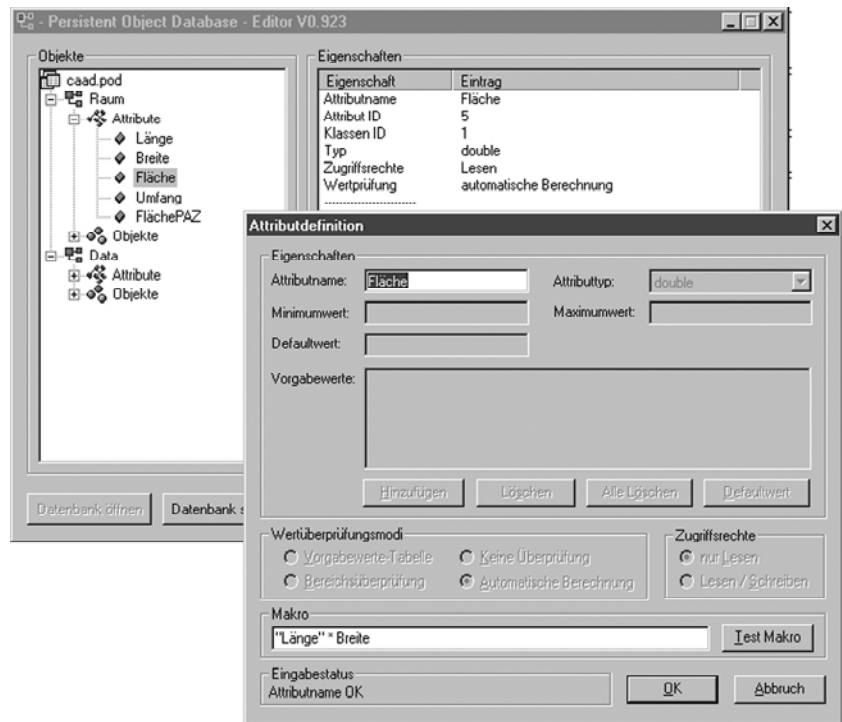 - Persistent Object Database - Editor V0.923
Objekte
caad.pod
Raum
Attribute
Länge
Breite
Fläche
Umfang
FlächePAZ
Objekte
Data
Attribute
Objekte
Datenbank öffnen
Datenbank s
Eigenschaften
Eigenschaft Eintrag
Attributname Fläche
Attribut ID 5
Klassen ID 1
Typ double
Zugriffsrechte Lesen
Wertprüfung automatische Berechnung
-------------------------
Attributdefinition
Eigenschaften
Attributname: Fläche Attributtyp: double
Minimumwert: Maximumwert:
Defaultwert:
Vorgabewerte:
Hinzufügen Löschen Alle Löschen Defaultwert
Wertüberprüfungsmodi
Vorgabewerte-Tabelle Keine Überprüfung
Bereichsüberprüfung Automatische Berechnung
Zugriffsrechte
nur Lesen
Lesen / Schreiben
Makro
"Länge" * Breite Test Makro
Eingabestatus
Attributname OK
OK Abbruch